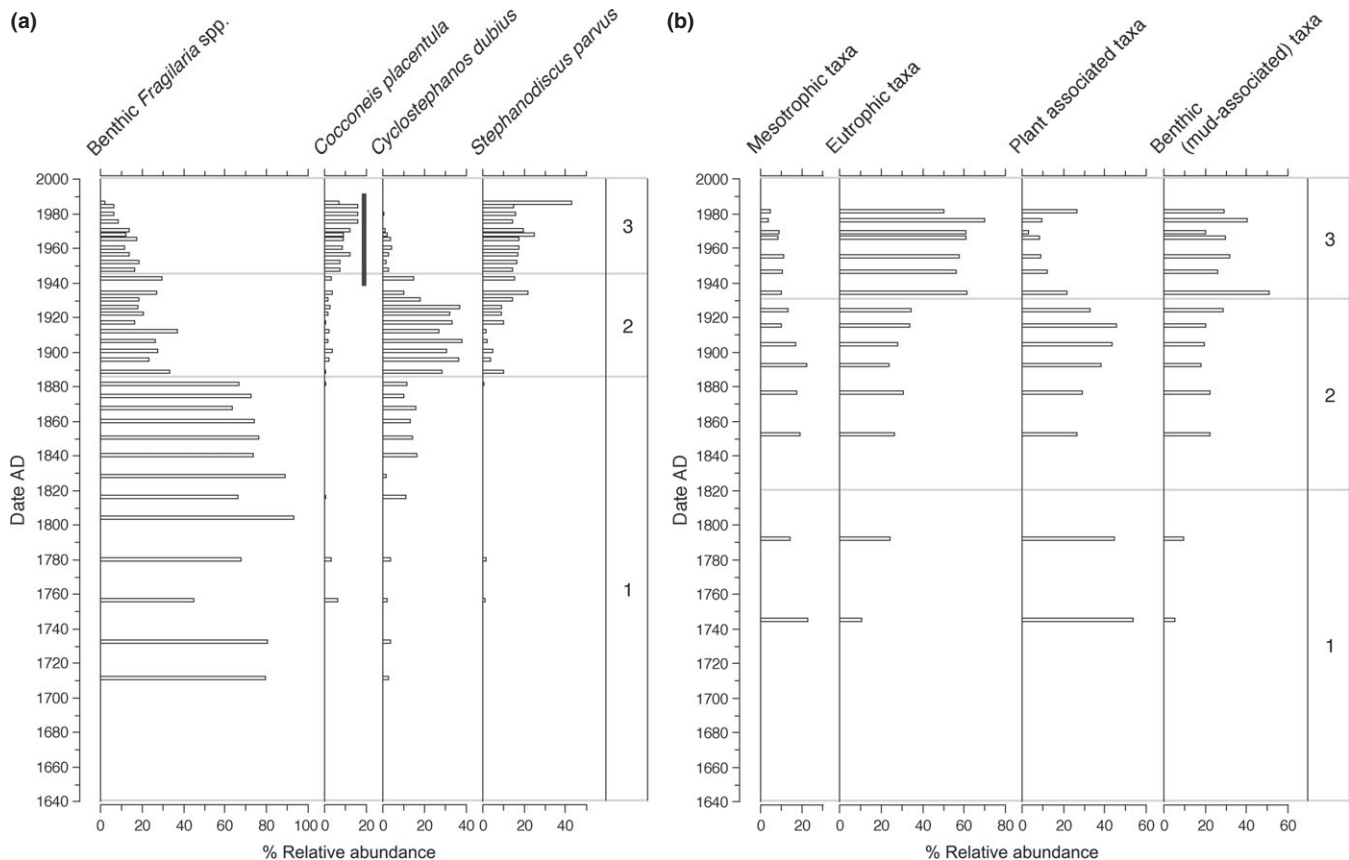 (a)
Benthic Fragilaria spp.
Cocconeis placentula
Cyclostephanos dubius
Stephanodiscus parvus
2000
1980
1960
1940
1920
1900
1880
1860
1840
1820
1800
1780
1760
1740
1720
1700
1680
1660
1640
Date AD
3
2
1
0 20 40 60 80 100 0 20 0 20 40 0 20 40
% Relative abundance
(b)
Mesotrophic taxa
Eutrophic taxa
Plant associated taxa
Benthic
(mud-associated) taxa
2000
1980
1960
1940
1920
1900
1880
1860
1840
1820
1800
1780
1760
1740
1720
1700
1680
1660
1640
Date AD
3
2
1
0 20 0 20 40 60 80 0 20 40 60 0 20 40 60
% Relative abundance